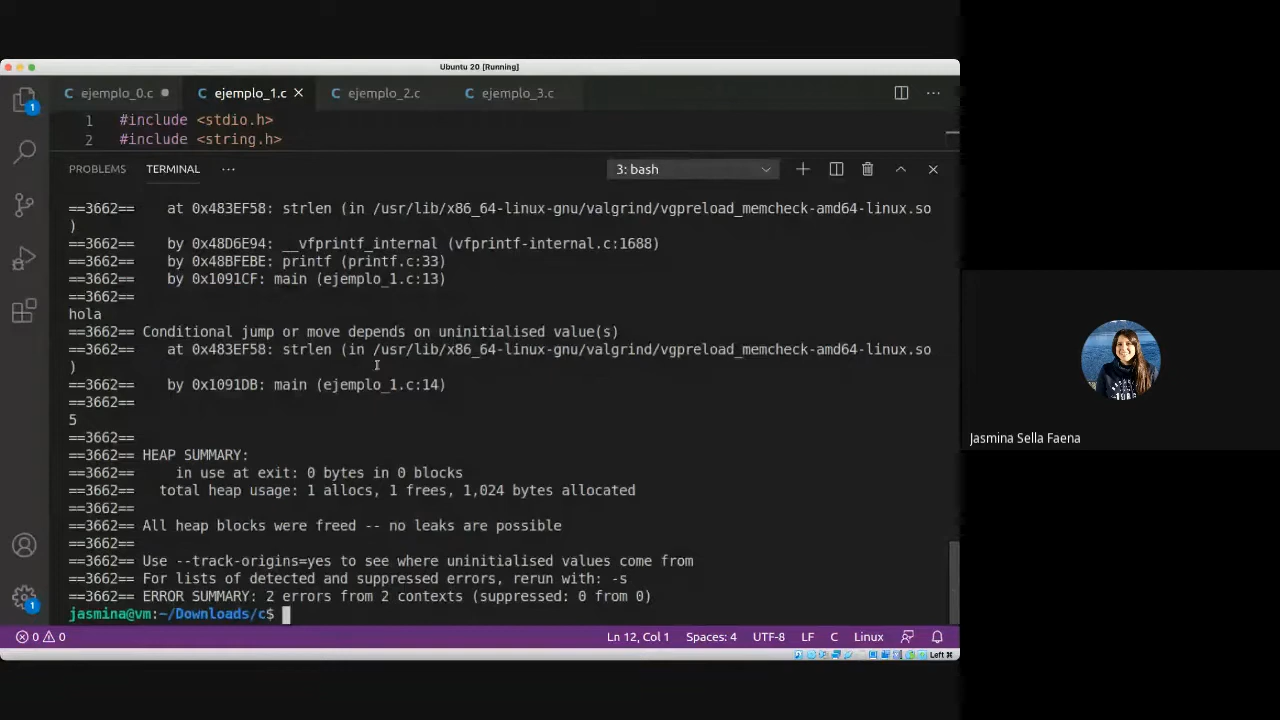 Ubuntu 20 [Running]
ejemplo_0.c
ejemplo_1.c
ejemplo_2.c
ejemplo_3.c
1 #include <stdio.h>
2 #include <string.h>
PROBLEMS TERMINAL ··· 3: bash
==3662==    at 0x483EF58: strlen (in /usr/lib/x86_64-linux-gnu/valgrind/vgpreload_memcheck-amd64-linux.so
)
==3662==    by 0x48D6E94: __vfprintf_internal (vfprintf-internal.c:1688)
==3662==    by 0x48BFEBE: printf (printf.c:33)
==3662==    by 0x1091CF: main (ejemplo_1.c:13)
==3662==
hola
==3662== Conditional jump or move depends on uninitialised value(s)
==3662==    at 0x483EF58: strlen (in /usr/lib/x86_64-linux-gnu/valgrind/vgpreload_memcheck-amd64-linux.so
)
==3662==    by 0x1091DB: main (ejemplo_1.c:14)
==3662==
5
==3662==
==3662== HEAP SUMMARY:
==3662==     in use at exit: 0 bytes in 0 blocks
==3662==   total heap usage: 1 allocs, 1 frees, 1,024 bytes allocated
==3662==
==3662== All heap blocks were freed -- no leaks are possible
==3662==
==3662== Use --track-origins=yes to see where uninitialised values come from
==3662== For lists of detected and suppressed errors, rerun with: -s
==3662== ERROR SUMMARY: 2 errors from 2 contexts (suppressed: 0 from 0)
jasmina@vm:~/Downloads/c$
1
1
0 0
Ln 12, Col 1 Spaces: 4 UTF-8 LF C Linux
Left ⌘
Jasmina Sella Faena